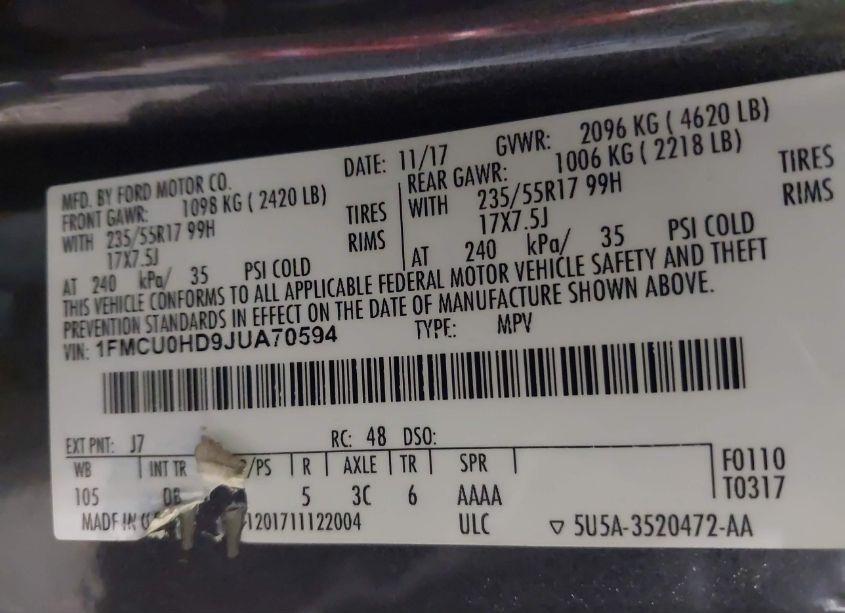 MFD. BY FORD MOTOR CO. DATE: 11/17 GVWR: 2096 KG ( 4620 LB)
FRONT GAWR: 1098 KG ( 2420 LB) REAR GAWR: 1006 KG ( 2218 LB)
WITH 235/55R17 99H TIRES WITH 235/55R17 99H TIRES
17X7.5J RIMS 17X7.5J RIMS
AT 240 kPa/ 35 PSI COLD AT 240 kPa/ 35 PSI COLD
THIS VEHICLE CONFORMS TO ALL APPLICABLE FEDERAL MOTOR VEHICLE SAFETY AND THEFT
PREVENTION STANDARDS IN EFFECT ON THE DATE OF MANUFACTURE SHOWN ABOVE.
VIN: 1FMCU0HD9JUA70594 TYPE: MPV
EXT PNT: J7 RC: 48 DSO:
WB INT TR /PS R AXLE TR SPR F0110
105 5 3C 6 AAAA T0317
MADE IN 1201711122004 ULC ▽ 5U5A-3520472-AA